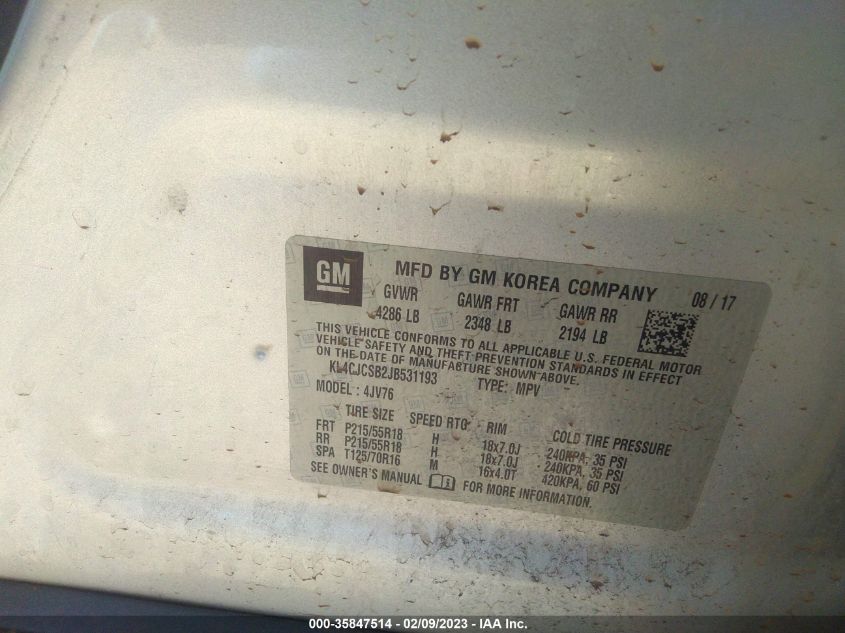 GM
MFD BY GM KOREA COMPANY 08 / 17
GVWR GAWR FRT GAWR RR
4286 LB 2348 LB 2194 LB
THIS VEHICLE CONFORMS TO ALL APPLICABLE U.S. FEDERAL MOTOR
VEHICLE SAFETY AND THEFT PREVENTION STANDARDS IN EFFECT
ON THE DATE OF MANUFACTURE SHOWN ABOVE.
KL4CJCSB2JB531193 TYPE: MPV
MODEL : 4JV76
TIRE SIZE SPEED RTG RIM COLD TIRE PRESSURE
FRT P215/55R18 H 18x7.0J 240KPA, 35 PSI
RR P215/55R18 H 18x7.0J 240KPA, 35 PSI
SPA T125/70R16 M 16x4.0T 420KPA, 60 PSI
SEE OWNER'S MANUAL FOR MORE INFORMATION.
000-35847514 - 02/09/2023 - IAA Inc.